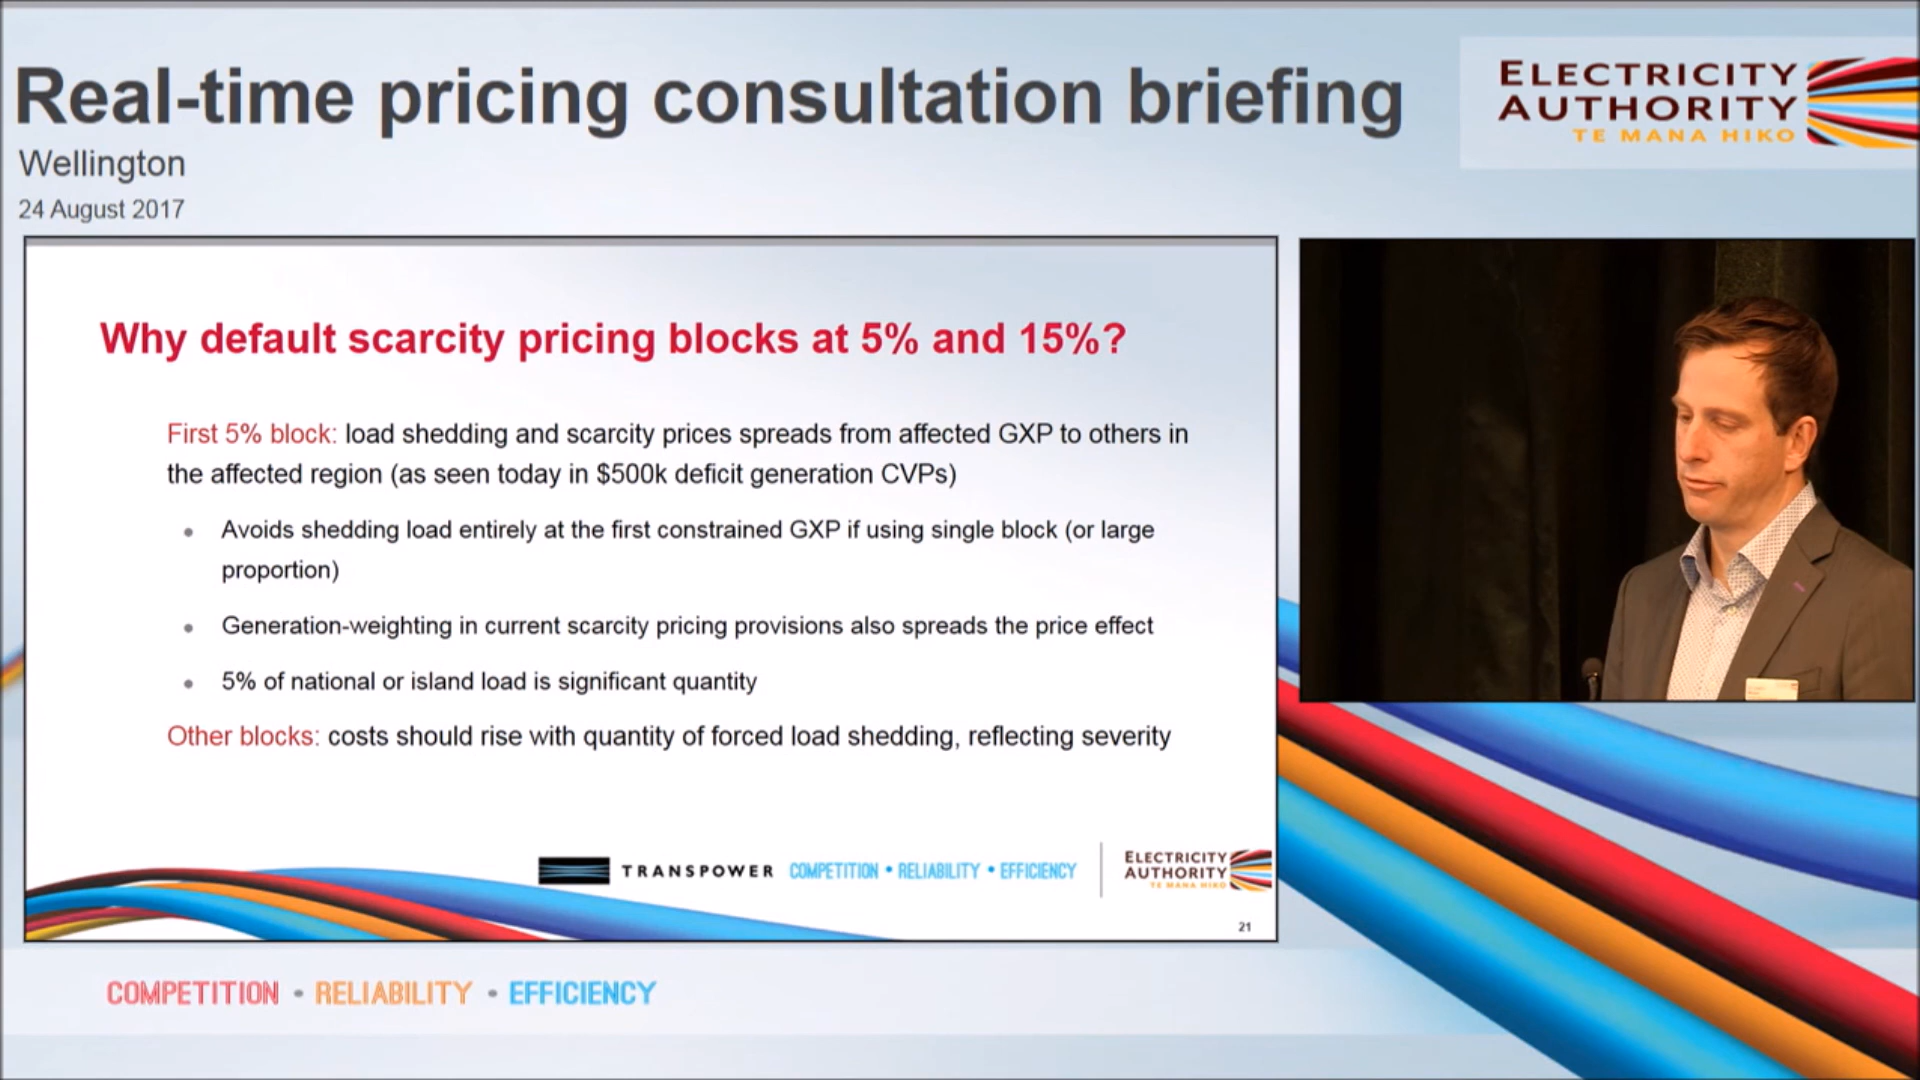 Real-time pricing consultation briefing
Wellington
24 August 2017
ELECTRICITY
AUTHORITY
TE MANA HIKO
Why default scarcity pricing blocks at 5% and 15%?
First 5% block: load shedding and scarcity prices spreads from affected GXP to others in
the affected region (as seen today in $500k deficit generation CVPs)
• Avoids shedding load entirely at the first constrained GXP if using single block (or large
proportion)
• Generation-weighting in current scarcity pricing provisions also spreads the price effect
• 5% of national or island load is significant quantity
Other blocks: costs should rise with quantity of forced load shedding, reflecting severity
TRANSPOWER COMPETITION • RELIABILITY • EFFICIENCY
ELECTRICITY
AUTHORITY
TE MANA HIKO
21
COMPETITION • RELIABILITY • EFFICIENCY